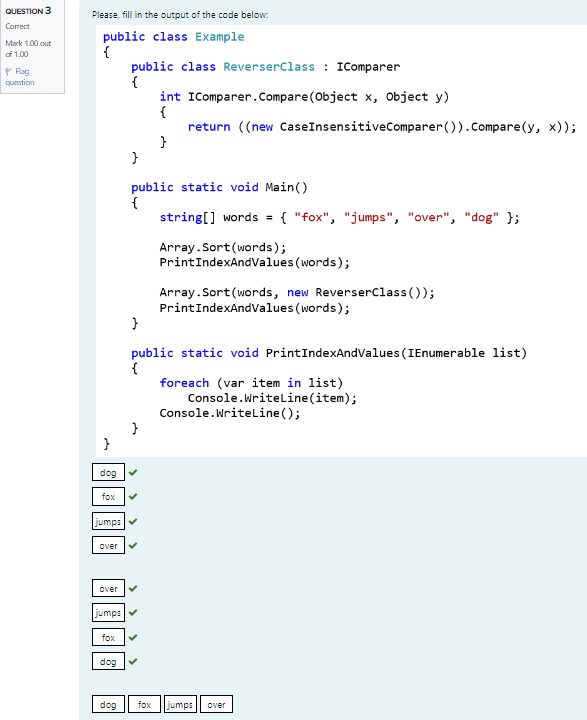 QUESTION 3
Correct
Mark 1.00 out
of 1.00
Flag
question
Please, fill in the output of the code below:
public class Example
{
    public class ReverserClass : IComparer
    {
        int IComparer.Compare(Object x, Object y)
        {
            return ((new CaseInsensitiveComparer()).Compare(y, x));
        }
    }

    public static void Main()
    {
        string[] words = { "fox", "jumps", "over", "dog" };

        Array.Sort(words);
        PrintIndexAndValues(words);

        Array.Sort(words, new ReverserClass());
        PrintIndexAndValues(words);
    }

    public static void PrintIndexAndValues(IEnumerable list)
    {
        foreach (var item in list)
            Console.WriteLine(item);
        Console.WriteLine();
    }
}
dog
fox
jumps
over
over
jumps
fox
dog
dog fox jumps over